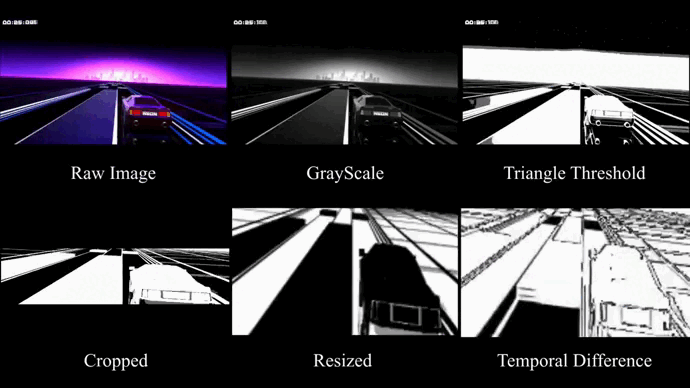 Raw Image
GrayScale
Triangle Threshold
Cropped
Resized
Temporal Difference